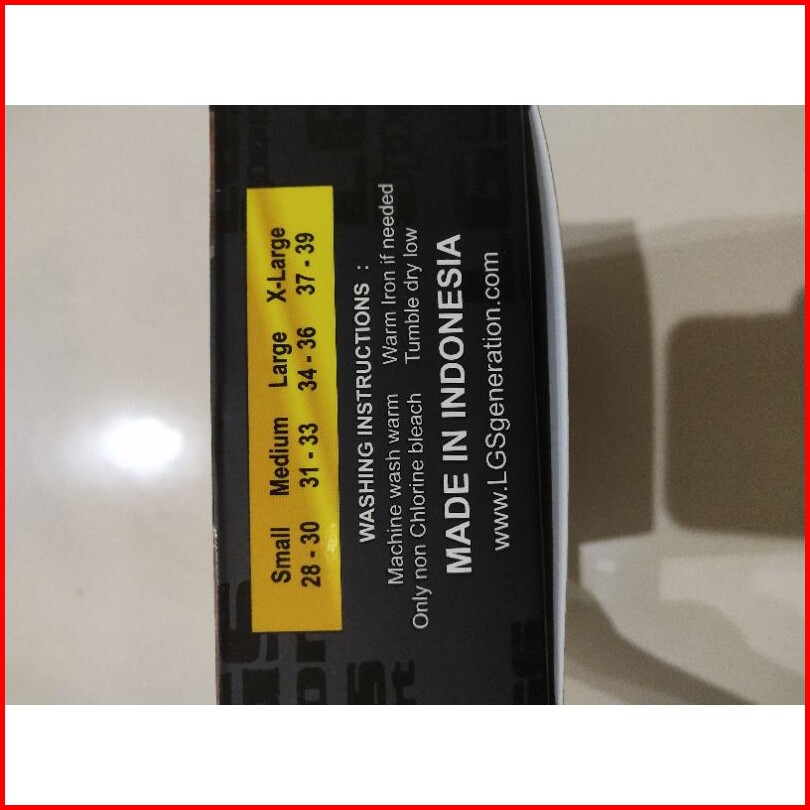 Small Medium Large X-Large
28 - 30 31 - 33 34 - 36 37 - 39
WASHING INSTRUCTIONS :
Machine wash warm Warm Iron if needed
Only non Chlorine bleach Tumble dry low
MADE IN INDONESIA
www.LGSgeneration.com